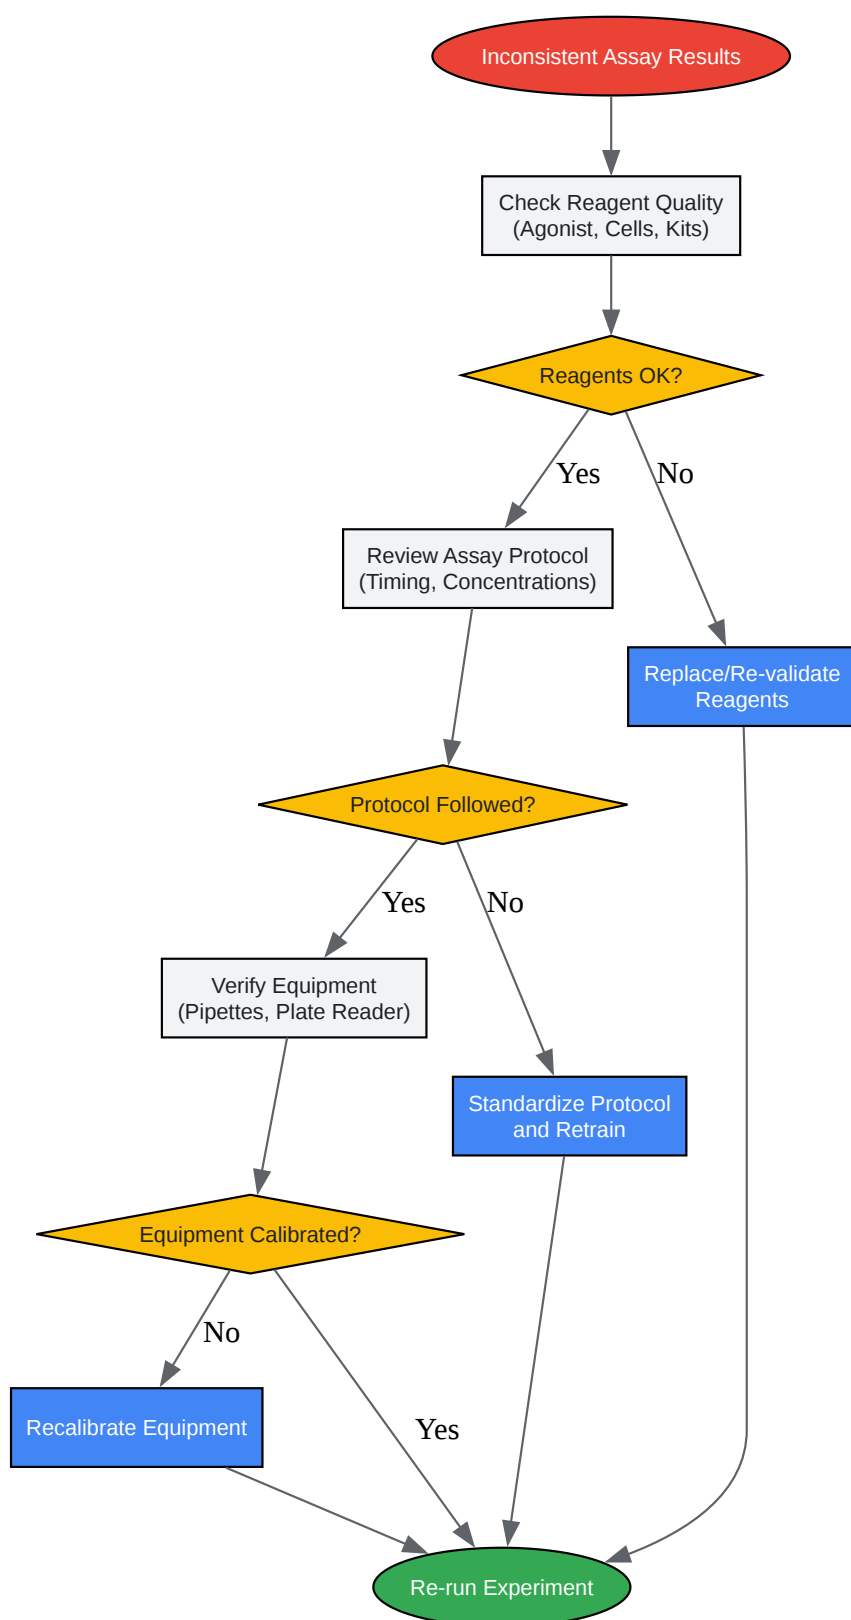 Inconsistent Assay Results
Check Reagent Quality
(Agonist, Cells, Kits)
Reagents OK?
Yes
No
Review Assay Protocol
(Timing, Concentrations)
Replace/Re-validate
Reagents
Protocol Followed?
Yes
No
Verify Equipment
(Pipettes, Plate Reader)
Standardize Protocol
and Retrain
Equipment Calibrated?
No
Yes
Recalibrate Equipment
Re-run Experiment